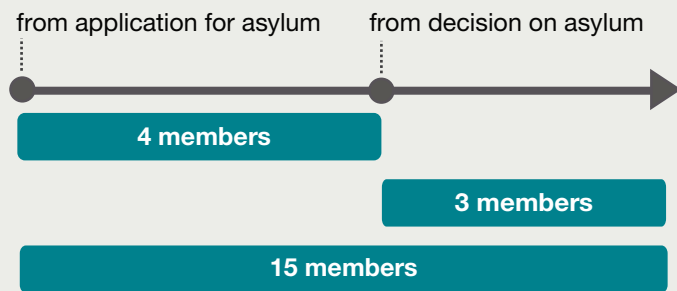 from application for asylum
from decision on asylum
4 members
3 members
15 members